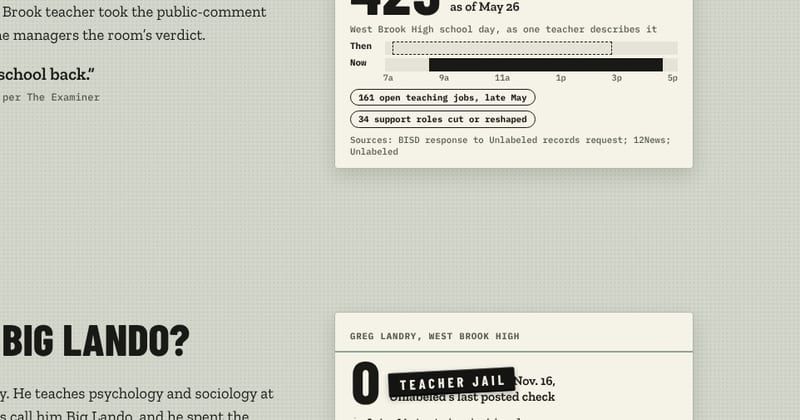 Brook teacher took the public-comment
managers the room's verdict.
school back."
per The Examiner
as of May 26
West Brook High school day, as one teacher describes it
Then
Now
7a 9a 11a 1p 3p 5p
161 open teaching jobs, late May
34 support roles cut or reshaped
Sources: BISD response to Unlabeled records request; 12News;
Unlabeled
BIG LANDO?
He teaches psychology and sociology at
call him Big Lando, and he spent the
GREG LANDRY, WEST BROOK HIGH
0
TEACHER JAIL
Nov. 16,
Unlabeled's last posted check